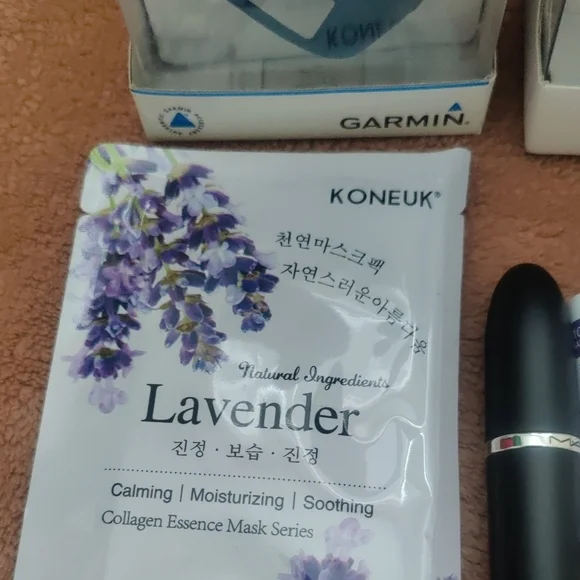 GARMIN
KONEUK®
천연마스크팩
자연스러운아름다움
Natural Ingredients
Lavender
진정 · 보습 · 진정
Calming | Moisturizing | Soothing
Collagen Essence Mask Series